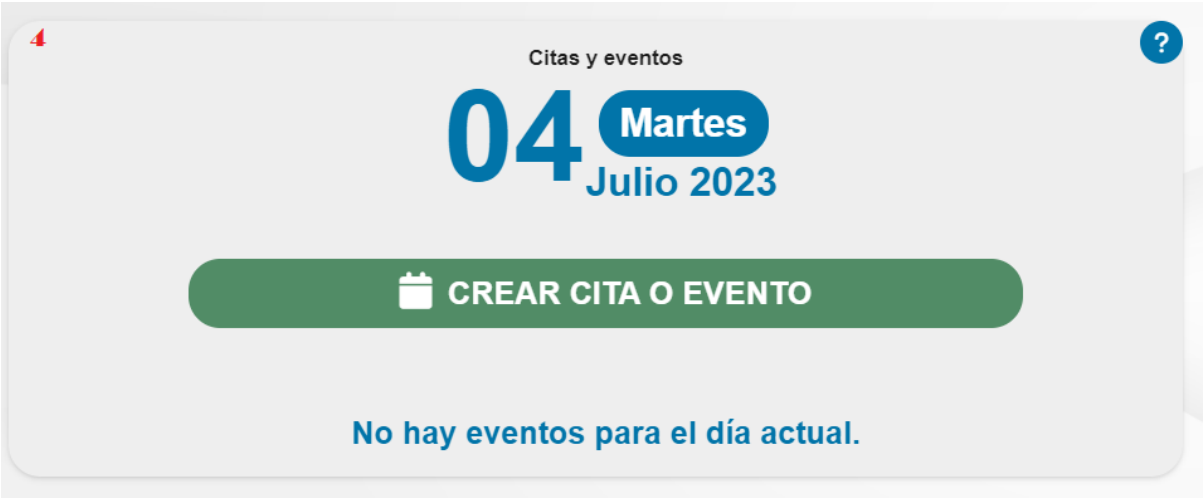 4
?
Citas y eventos
04 Martes
Julio 2023
CREAR CITA O EVENTO
No hay eventos para el día actual.